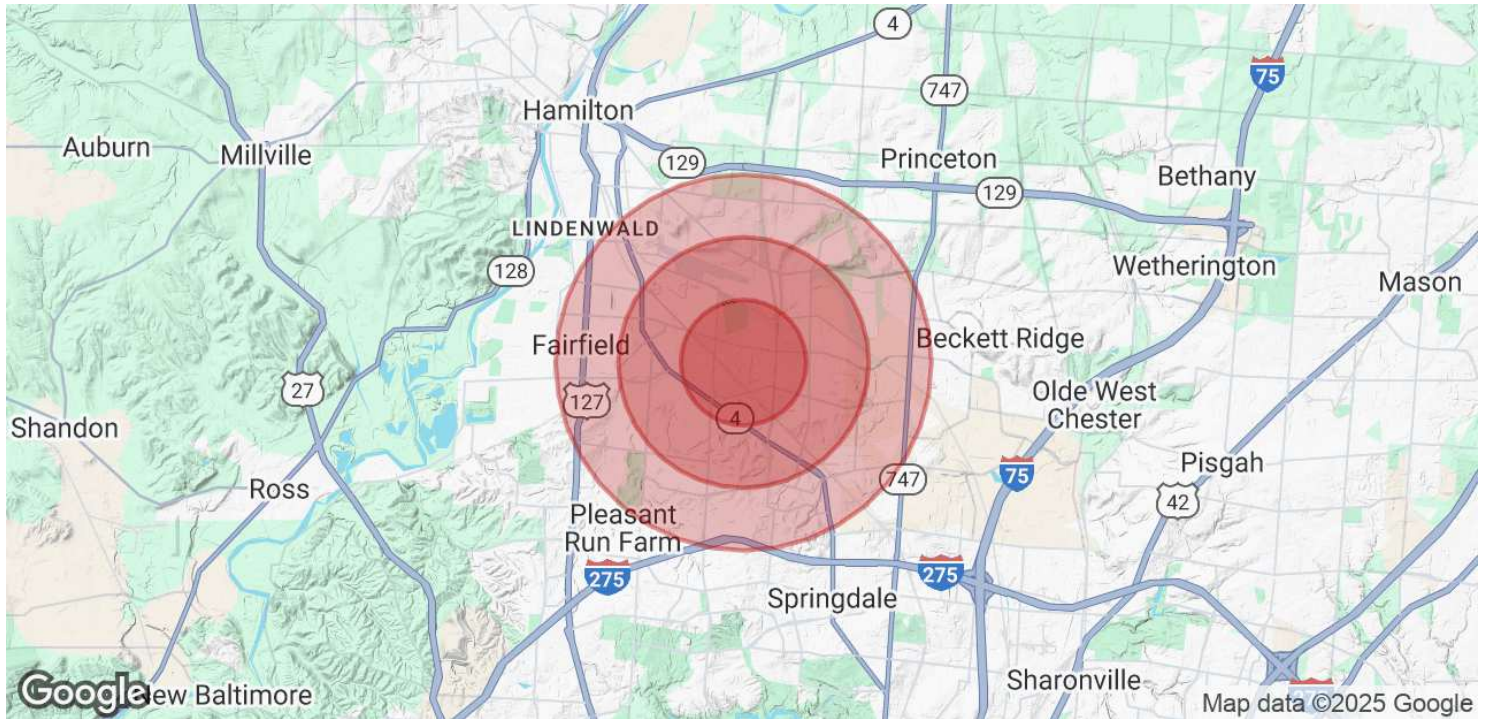 4
75
Hamilton
747
Auburn
Millville
129
Princeton
Bethany
129
LINDENWALD
128
Wetherington
Mason
Fairfield
Beckett Ridge
27
127
4
Olde West
Chester
Shandon
Ross
747
75
Pisgah
42
Pleasant
Run Farm
275
275
Springdale
Sharonville
275
Google
New Baltimore
Map data ©2025 Google